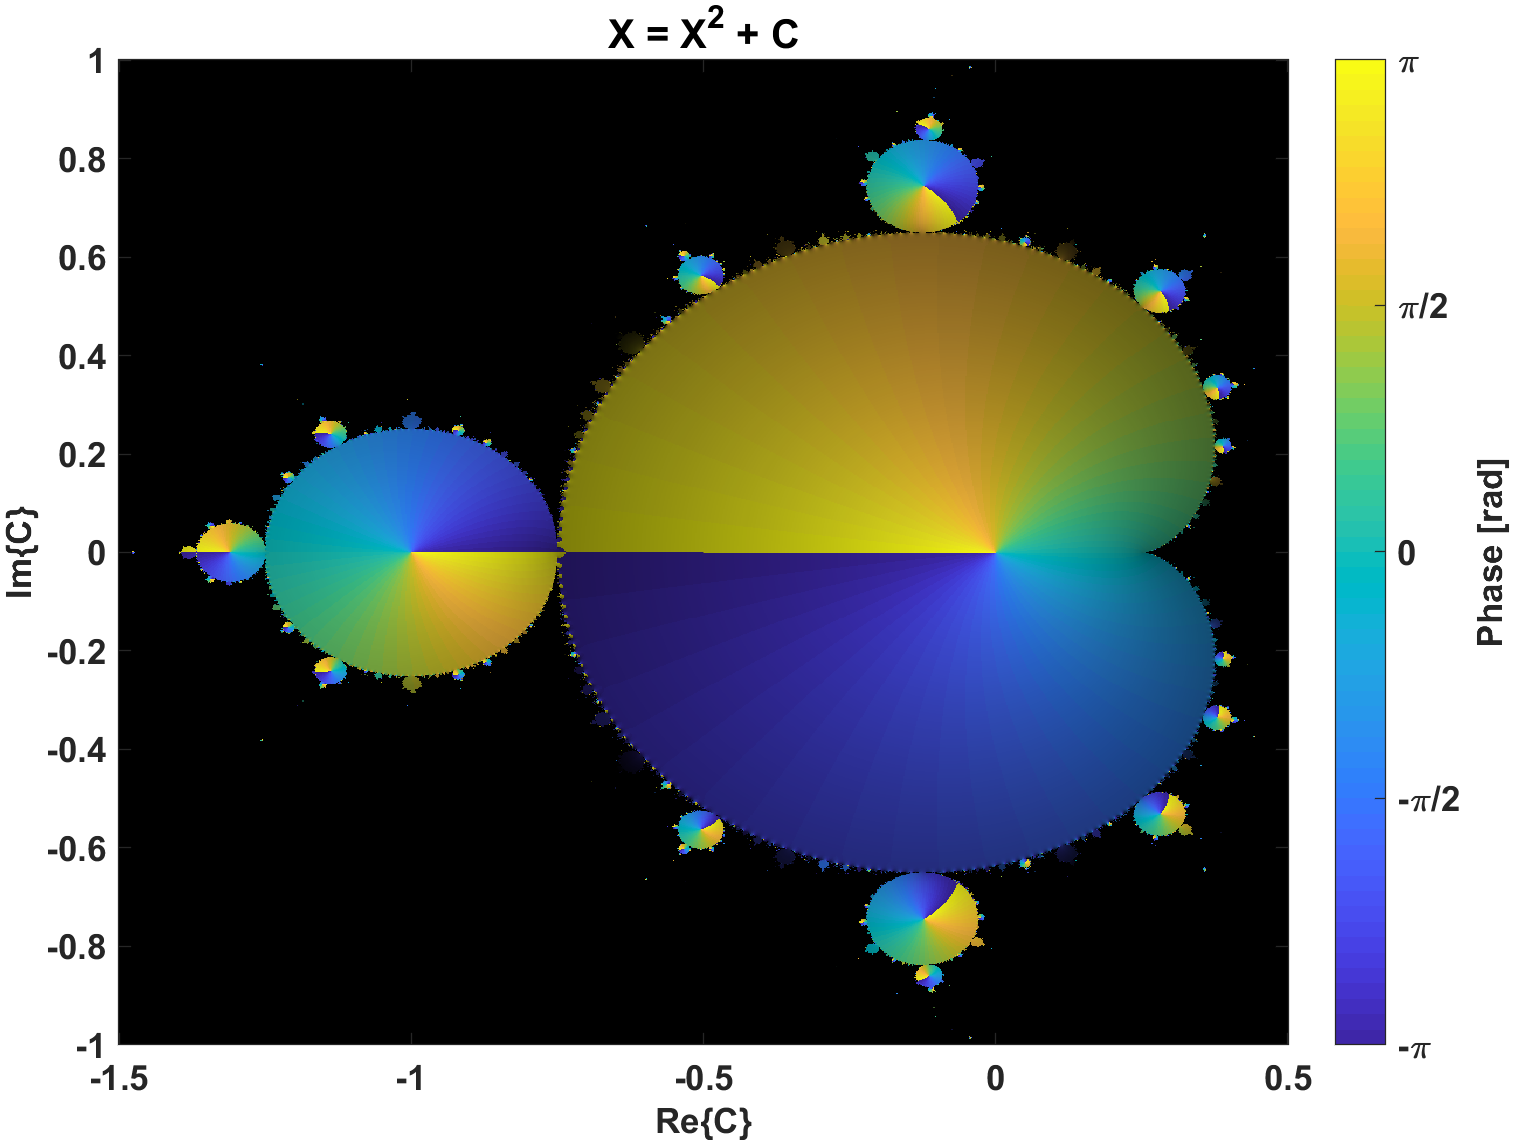 X = X² + C
1
0.8
0.6
0.4
0.2
0
-0.2
-0.4
-0.6
-0.8
-1
Im{C}
-1.5
-1
-0.5
0
0.5
Re{C}
π
π/2
0
-π/2
-π
Phase [rad]